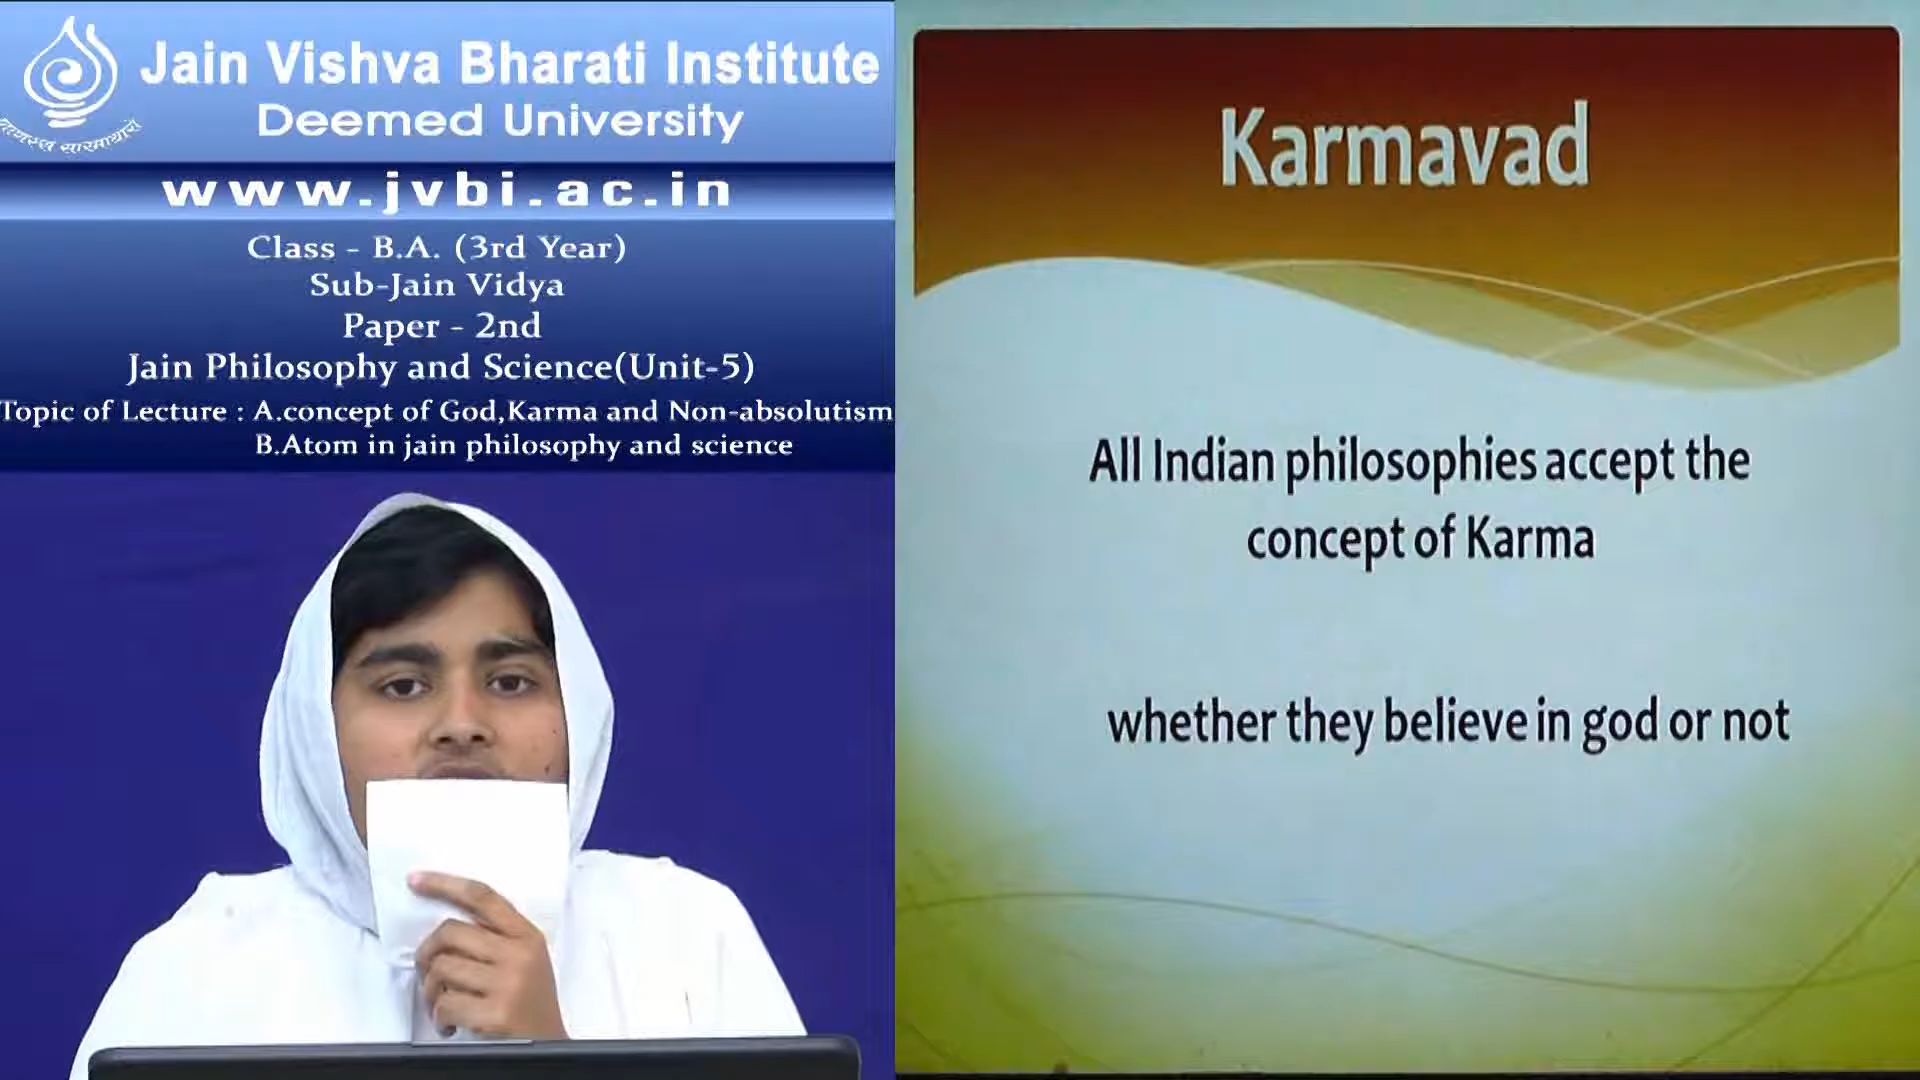 Jain Vishva Bharati Institute
Deemed University
www.jvbi.ac.in
Class - B.A. (3rd Year)
Sub-Jain Vidya
Paper - 2nd
Jain Philosophy and Science(Unit-5)
Topic of Lecture : A.concept of God,Karma and Non-absolutism
B.Atom in jain philosophy and science
Karmavad
All Indian philosophies accept the
concept of Karma
whether they believe in god or not